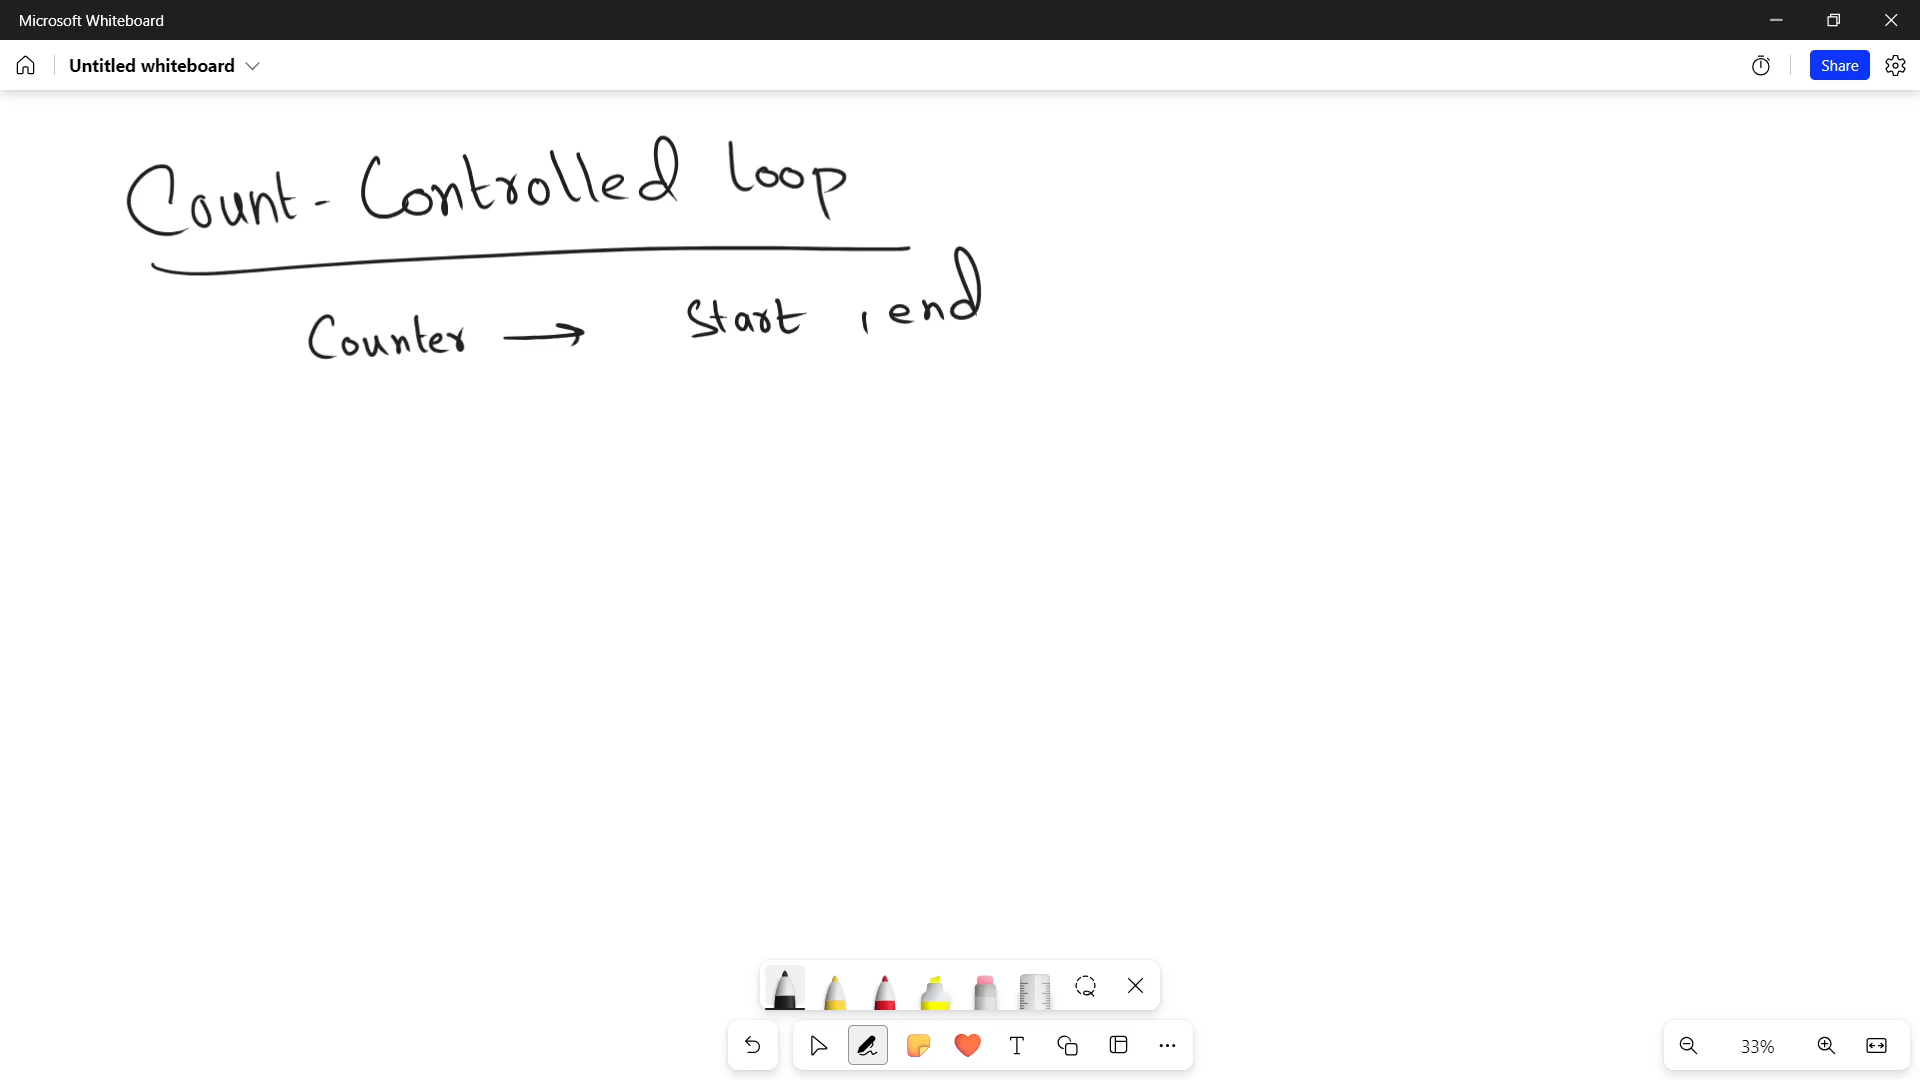 Microsoft Whiteboard
Untitled whiteboard
Share
Count-Controlled loop
Counter → Start , end
33%